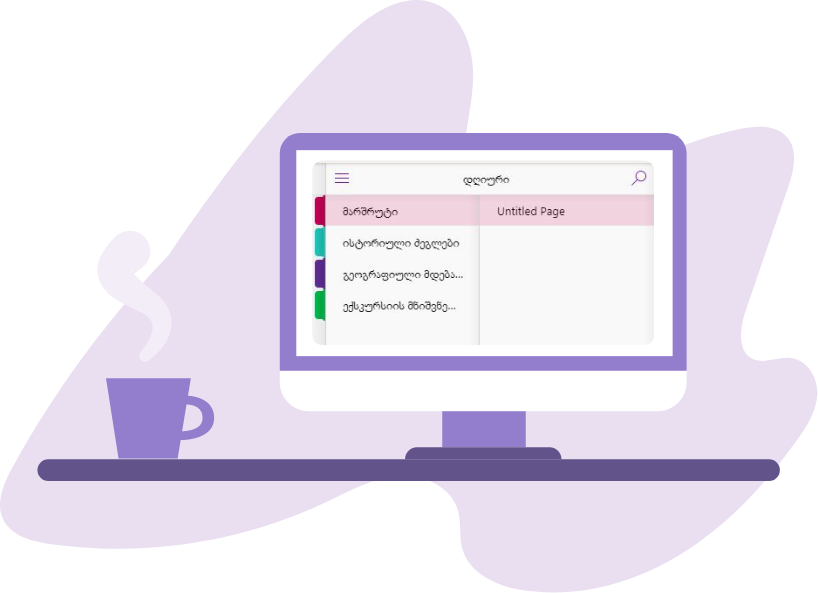 დღიური
მარშრუტი
Untitled Page
ისტორიული ძეგლები
გეოგრაფიული მდება...
ექსკურსიის მნიშვნე...